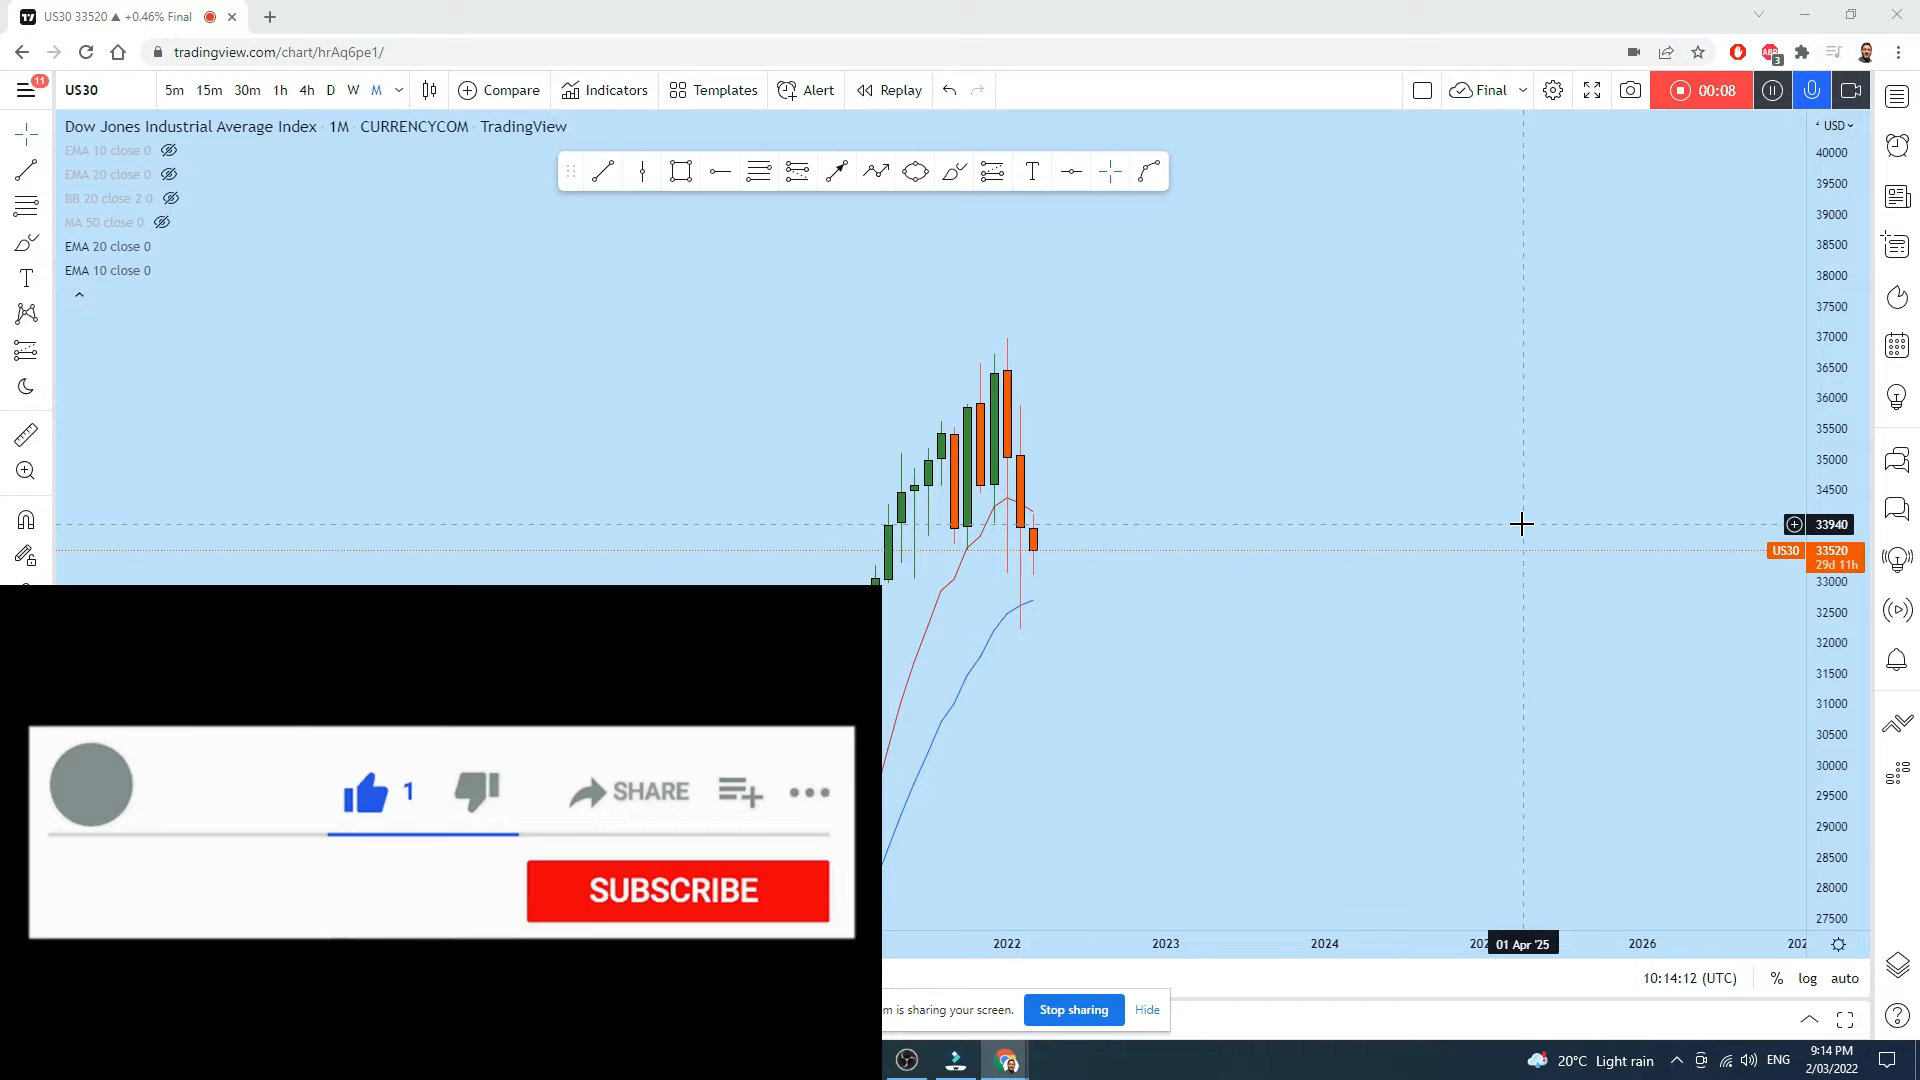 US30 33520 ▲ +0.46% Final
tradingview.com/chart/hrAq6pe1/
ABP
3
11
US30
5m 15m 30m 1h 4h D W M
Compare
Indicators
Templates
Alert
Replay
Final
00:08
Dow Jones Industrial Average Index · 1M · CURRENCYCOM · TradingView
EMA 10 close 0
EMA 20 close 0
BB 20 close 2 0
MA 50 close 0
EMA 20 close 0
EMA 10 close 0
USD
40000
39500
39000
38500
38000
37500
37000
36500
36000
35500
35000
34500
33940
US30 33520
29d 11h
33000
32500
32000
31500
31000
30500
30000
29500
29000
28500
28000
27500
1
SHARE
SUBSCRIBE
2022 2023 2024 01 Apr '25 2026
10:14:12 (UTC)
% log auto
m is sharing your screen.
Stop sharing
Hide
20°C Light rain
ENG
9:14 PM
2/03/2022